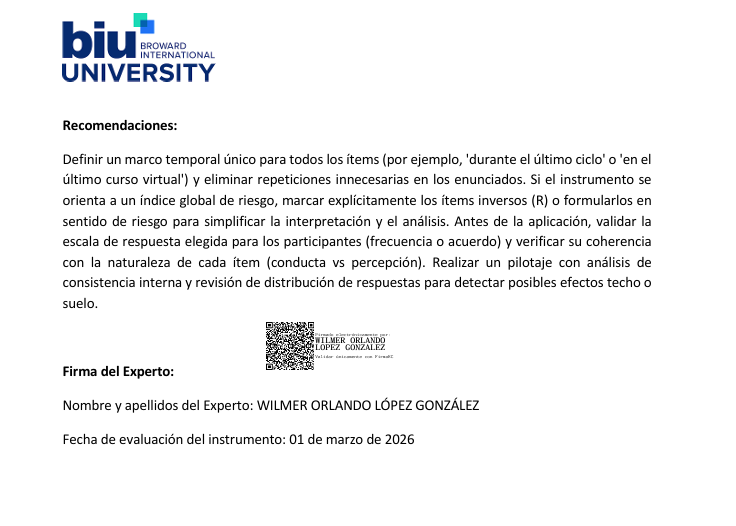 biu
BROWARD
INTERNATIONAL
UNIVERSITY
Recomendaciones:
Definir un marco temporal único para todos los ítems (por ejemplo, 'durante el último ciclo' o 'en el
último curso virtual') y eliminar repeticiones innecesarias en los enunciados. Si el instrumento se
orienta a un índice global de riesgo, marcar explícitamente los ítems inversos (R) o formularlos en
sentido de riesgo para simplificar la interpretación y el análisis. Antes de la aplicación, validar la
escala de respuesta elegida para los participantes (frecuencia o acuerdo) y verificar su coherencia
con la naturaleza de cada ítem (conducta vs percepción). Realizar un pilotaje con análisis de
consistencia interna y revisión de distribución de respuestas para detectar posibles efectos techo o
suelo.
Firmado electrónicamente por:
WILMER ORLANDO
LOPEZ GONZALEZ
Validar únicamente con FirmaEC
Firma del Experto:
Nombre y apellidos del Experto: WILMER ORLANDO LÓPEZ GONZÁLEZ
Fecha de evaluación del instrumento: 01 de marzo de 2026